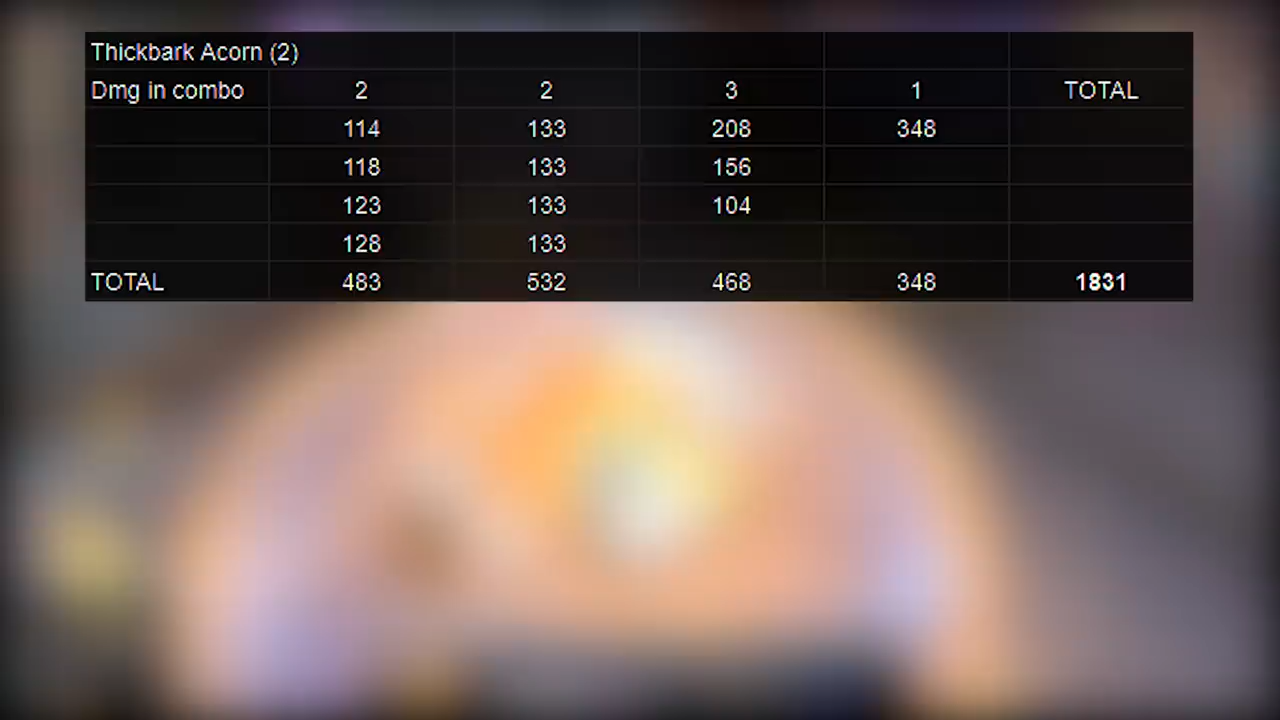 Thickbark Acorn (2)
Dmg in combo 2 2 3 1 TOTAL
114 133 208 348
118 133 156
123 133 104
128 133
TOTAL 483 532 468 348 1831